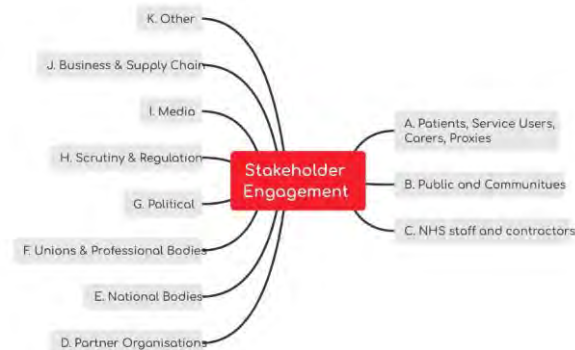 K. Other
J. Business & Supply Chain
I. Media
H. Scrutiny & Regulation
G. Political
F. Unions & Professional Bodies
E. National Bodies
D. Partner Organisations
Stakeholder
Engagement
A. Patients, Service Users,
Carers, Proxies
B. Public and Communitues
C. NHS staff and contractors